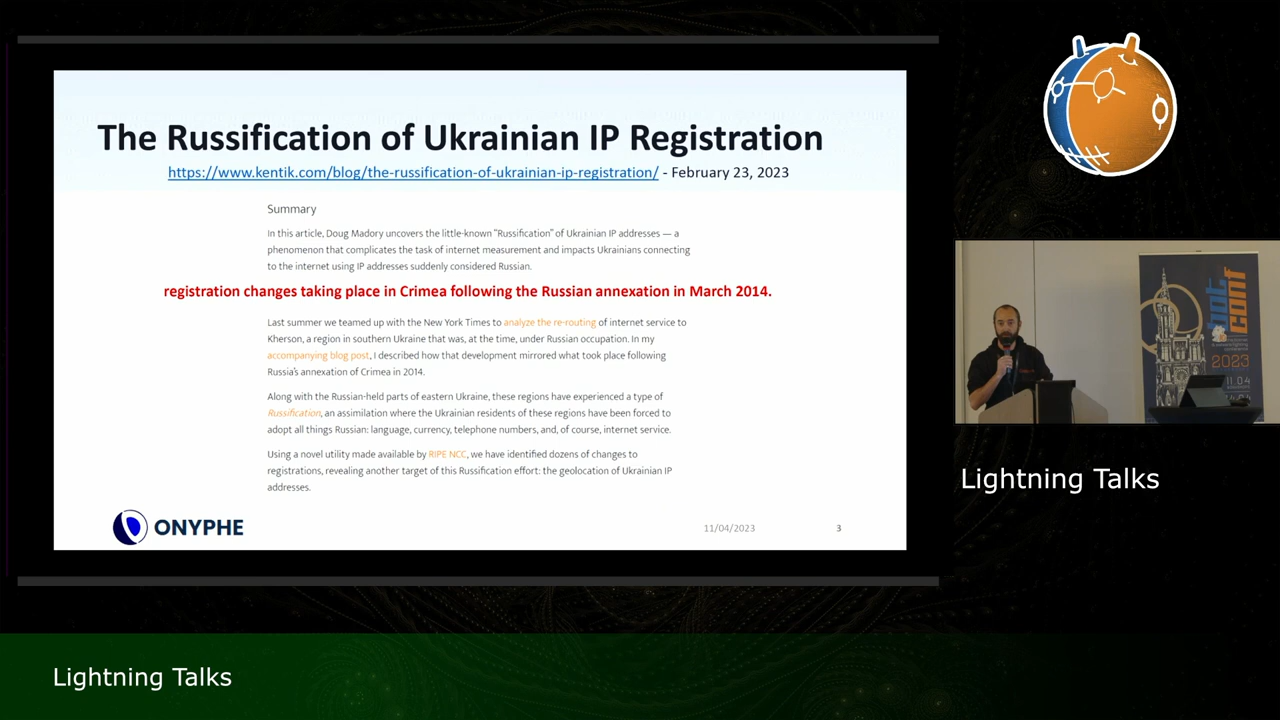 The Russification of Ukrainian IP Registration
https://www.kentik.com/blog/the-russification-of-ukrainian-ip-registration/ - February 23, 2023
Summary
In this article, Doug Madory uncovers the little-known “Russification” of Ukrainian IP addresses — a
phenomenon that complicates the task of internet measurement and impacts Ukrainians connecting
to the internet using IP addresses suddenly considered Russian.
registration changes taking place in Crimea following the Russian annexation in March 2014.
Last summer we teamed up with the New York Times to analyze the re-routing of internet service to
Kherson, a region in southern Ukraine that was, at the time, under Russian occupation. In my
accompanying blog post, I described how that development mirrored what took place following
Russia’s annexation of Crimea in 2014.
Along with the Russian-held parts of eastern Ukraine, these regions have experienced a type of
Russification, an assimilation where the Ukrainian residents of these regions have been forced to
adopt all things Russian: language, currency, telephone numbers, and, of course, internet service.
Using a novel utility made available by RIPE NCC, we have identified dozens of changes to
registrations, revealing another target of this Russification effort: the geolocation of Ukrainian IP
addresses.
ONYPHE
11/04/2023
3
bot
conf
2023
11.04
Lightning Talks
Lightning Talks